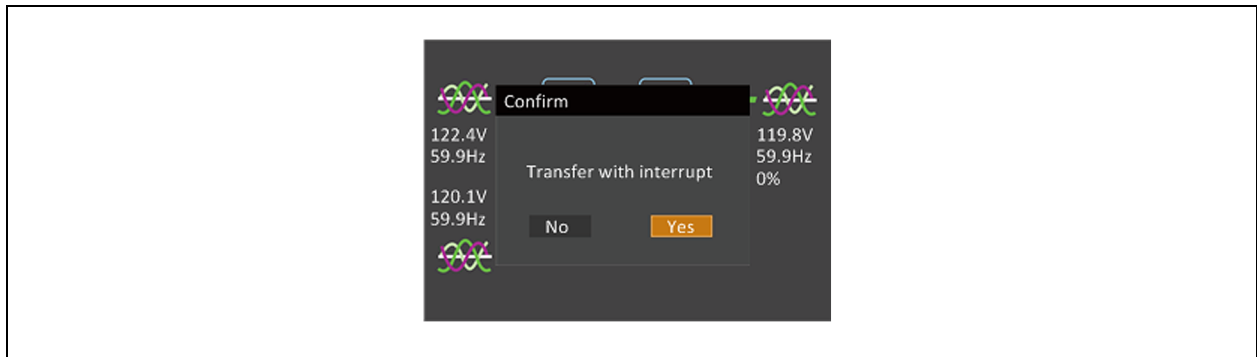 Confirm
122.4V
59.9Hz
120.1V
59.9Hz
Transfer with interrupt
No
Yes
119.8V
59.9Hz
0%